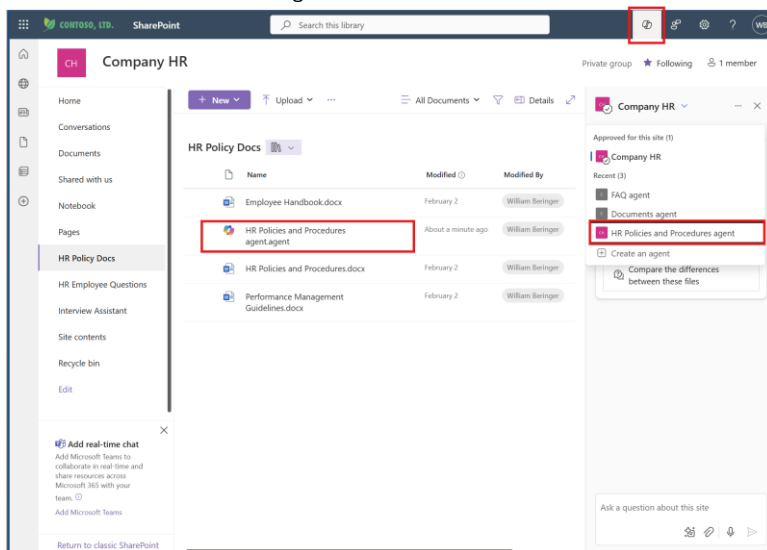 CONTOSO, LTD. SharePoint
Search this library
? WB
CH Company HR
Private group Following 1 member
Home
Conversations
Documents
Shared with us
Notebook
Pages
HR Policy Docs
HR Employee Questions
Interview Assistant
Site contents
Recycle bin
Edit
Add real-time chat
Add Microsoft Teams to
collaborate in real-time and
share resources across
Microsoft 365 with your
team.
Add Microsoft Teams
Return to classic SharePoint
+ New Upload ... All Documents Details
HR Policy Docs
Name Modified Modified By
Employee Handbook.docx February 2 William Beringer
HR Policies and Procedures About a minute ago William Beringer
agent.agent
HR Policies and Procedures.docx February 2 William Beringer
Performance Management February 2 William Beringer
Guidelines.docx
Company HR ...
Approved for this site (1)
Company HR
Recent (3)
FAQ agent
Documents agent
HR Policies and Procedures agent
Create an agent
Compare the differences
between these files
Ask a question about this site